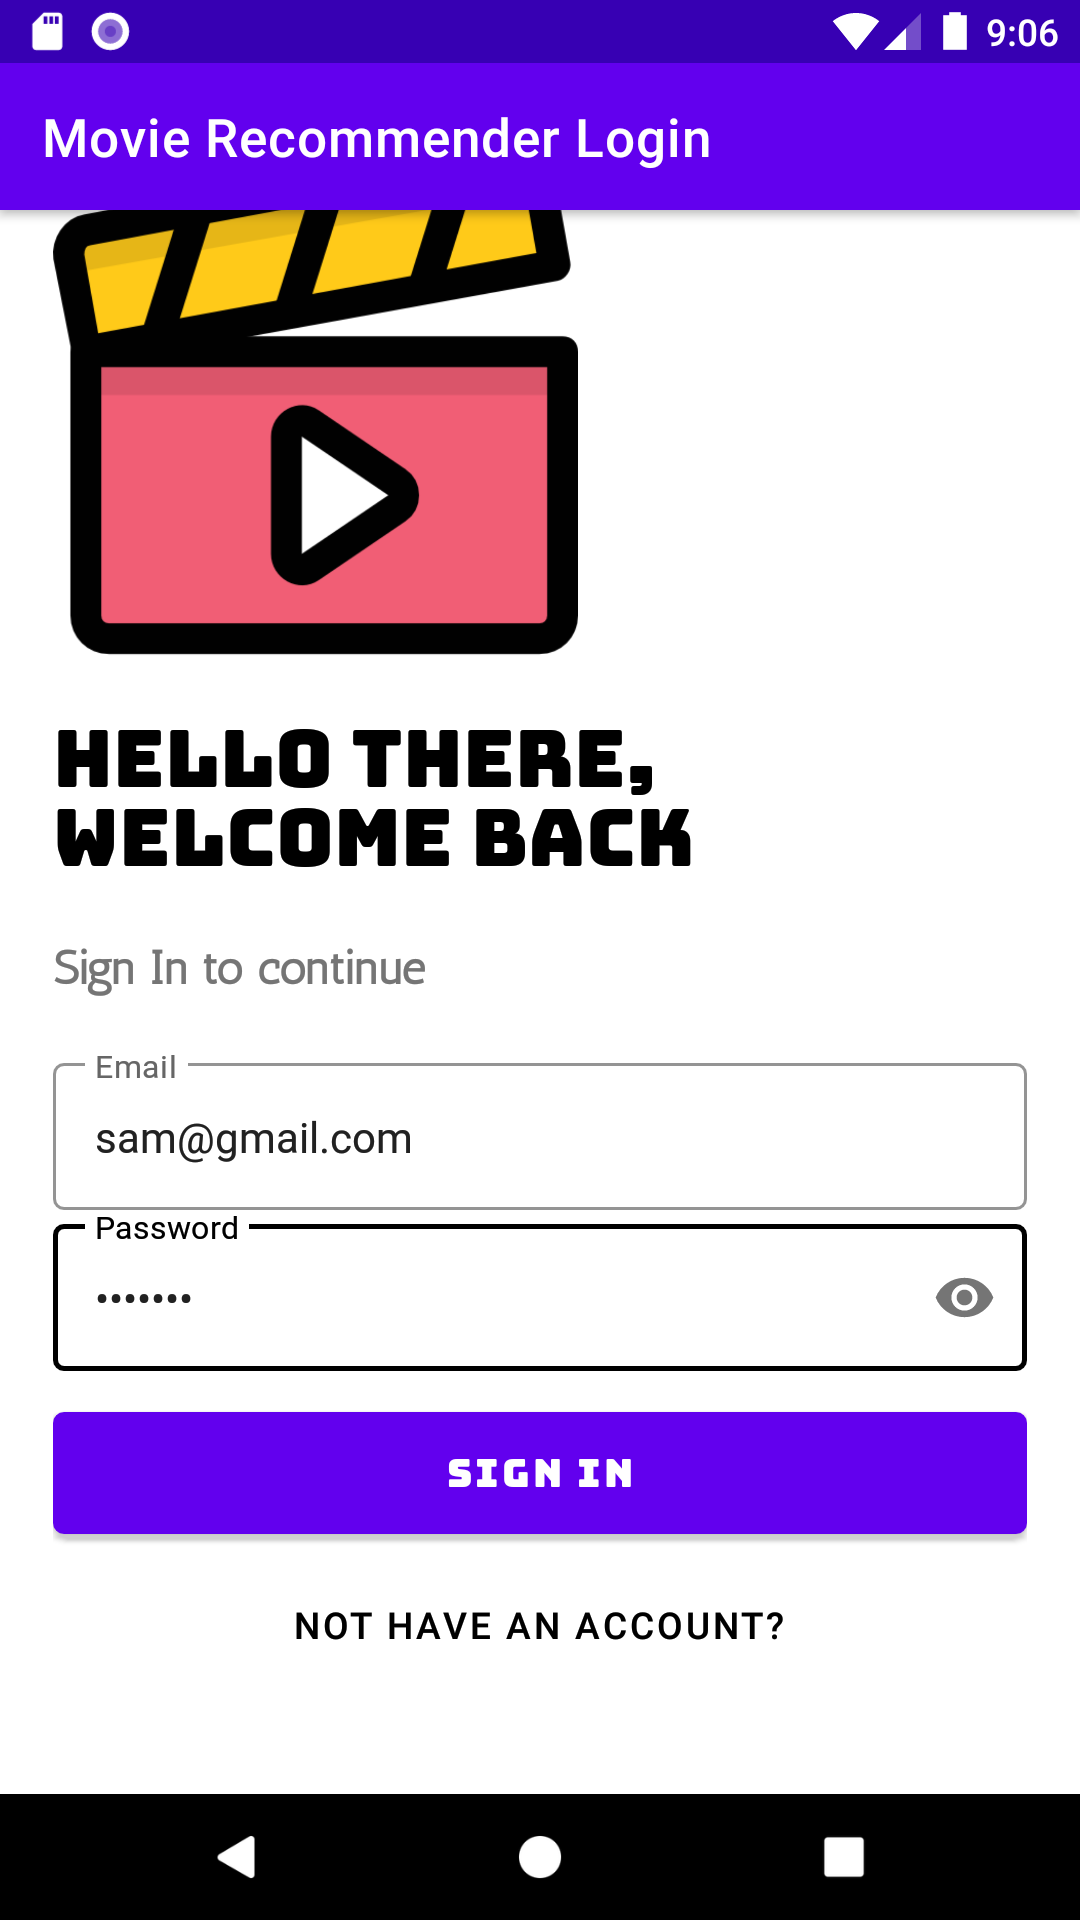 9:06
Movie Recommender Login
HELLO THERE,
WELCOME BACK
Sign In to continue
Email
sam@gmail.com
Password
•••••••
SIGN IN
NOT HAVE AN ACCOUNT?